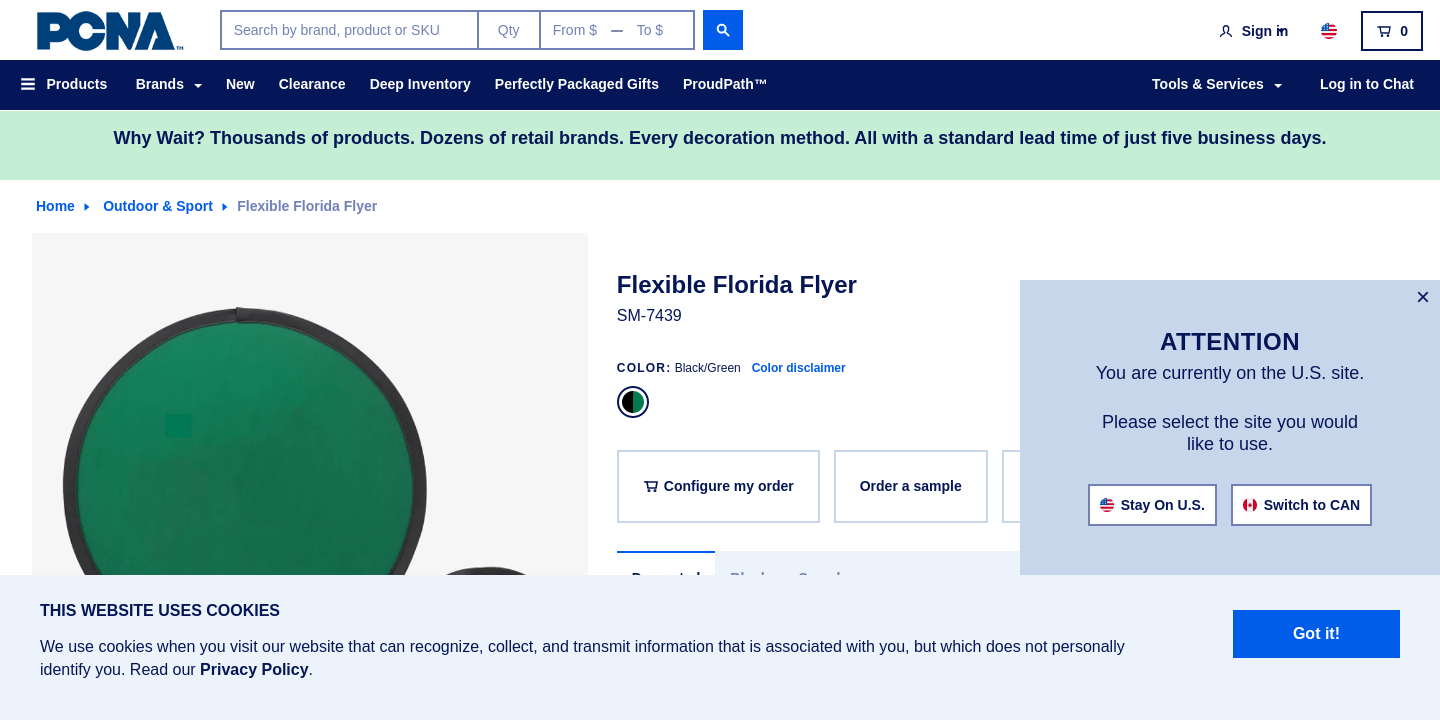 PCNA™
Search by brand, product or SKU
Qty
From $ — To $
Sign in
0
Products
Brands
New
Clearance
Deep Inventory
Perfectly Packaged Gifts
ProudPath™
Tools & Services
Log in to Chat
Why Wait? Thousands of products. Dozens of retail brands. Every decoration method. All with a standard lead time of just five business days.
Home
Outdoor & Sport
Flexible Florida Flyer
Flexible Florida Flyer
SM-7439
COLOR: Black/Green Color disclaimer
Configure my order
Order a sample
×
ATTENTION
You are currently on the U.S. site.
Please select the site you would
like to use.
Stay On U.S.
Switch to CAN
THIS WEBSITE USES COOKIES
We use cookies when you visit our website that can recognize, collect, and transmit information that is associated with you, but which does not personally
identify you. Read our Privacy Policy.
Got it!